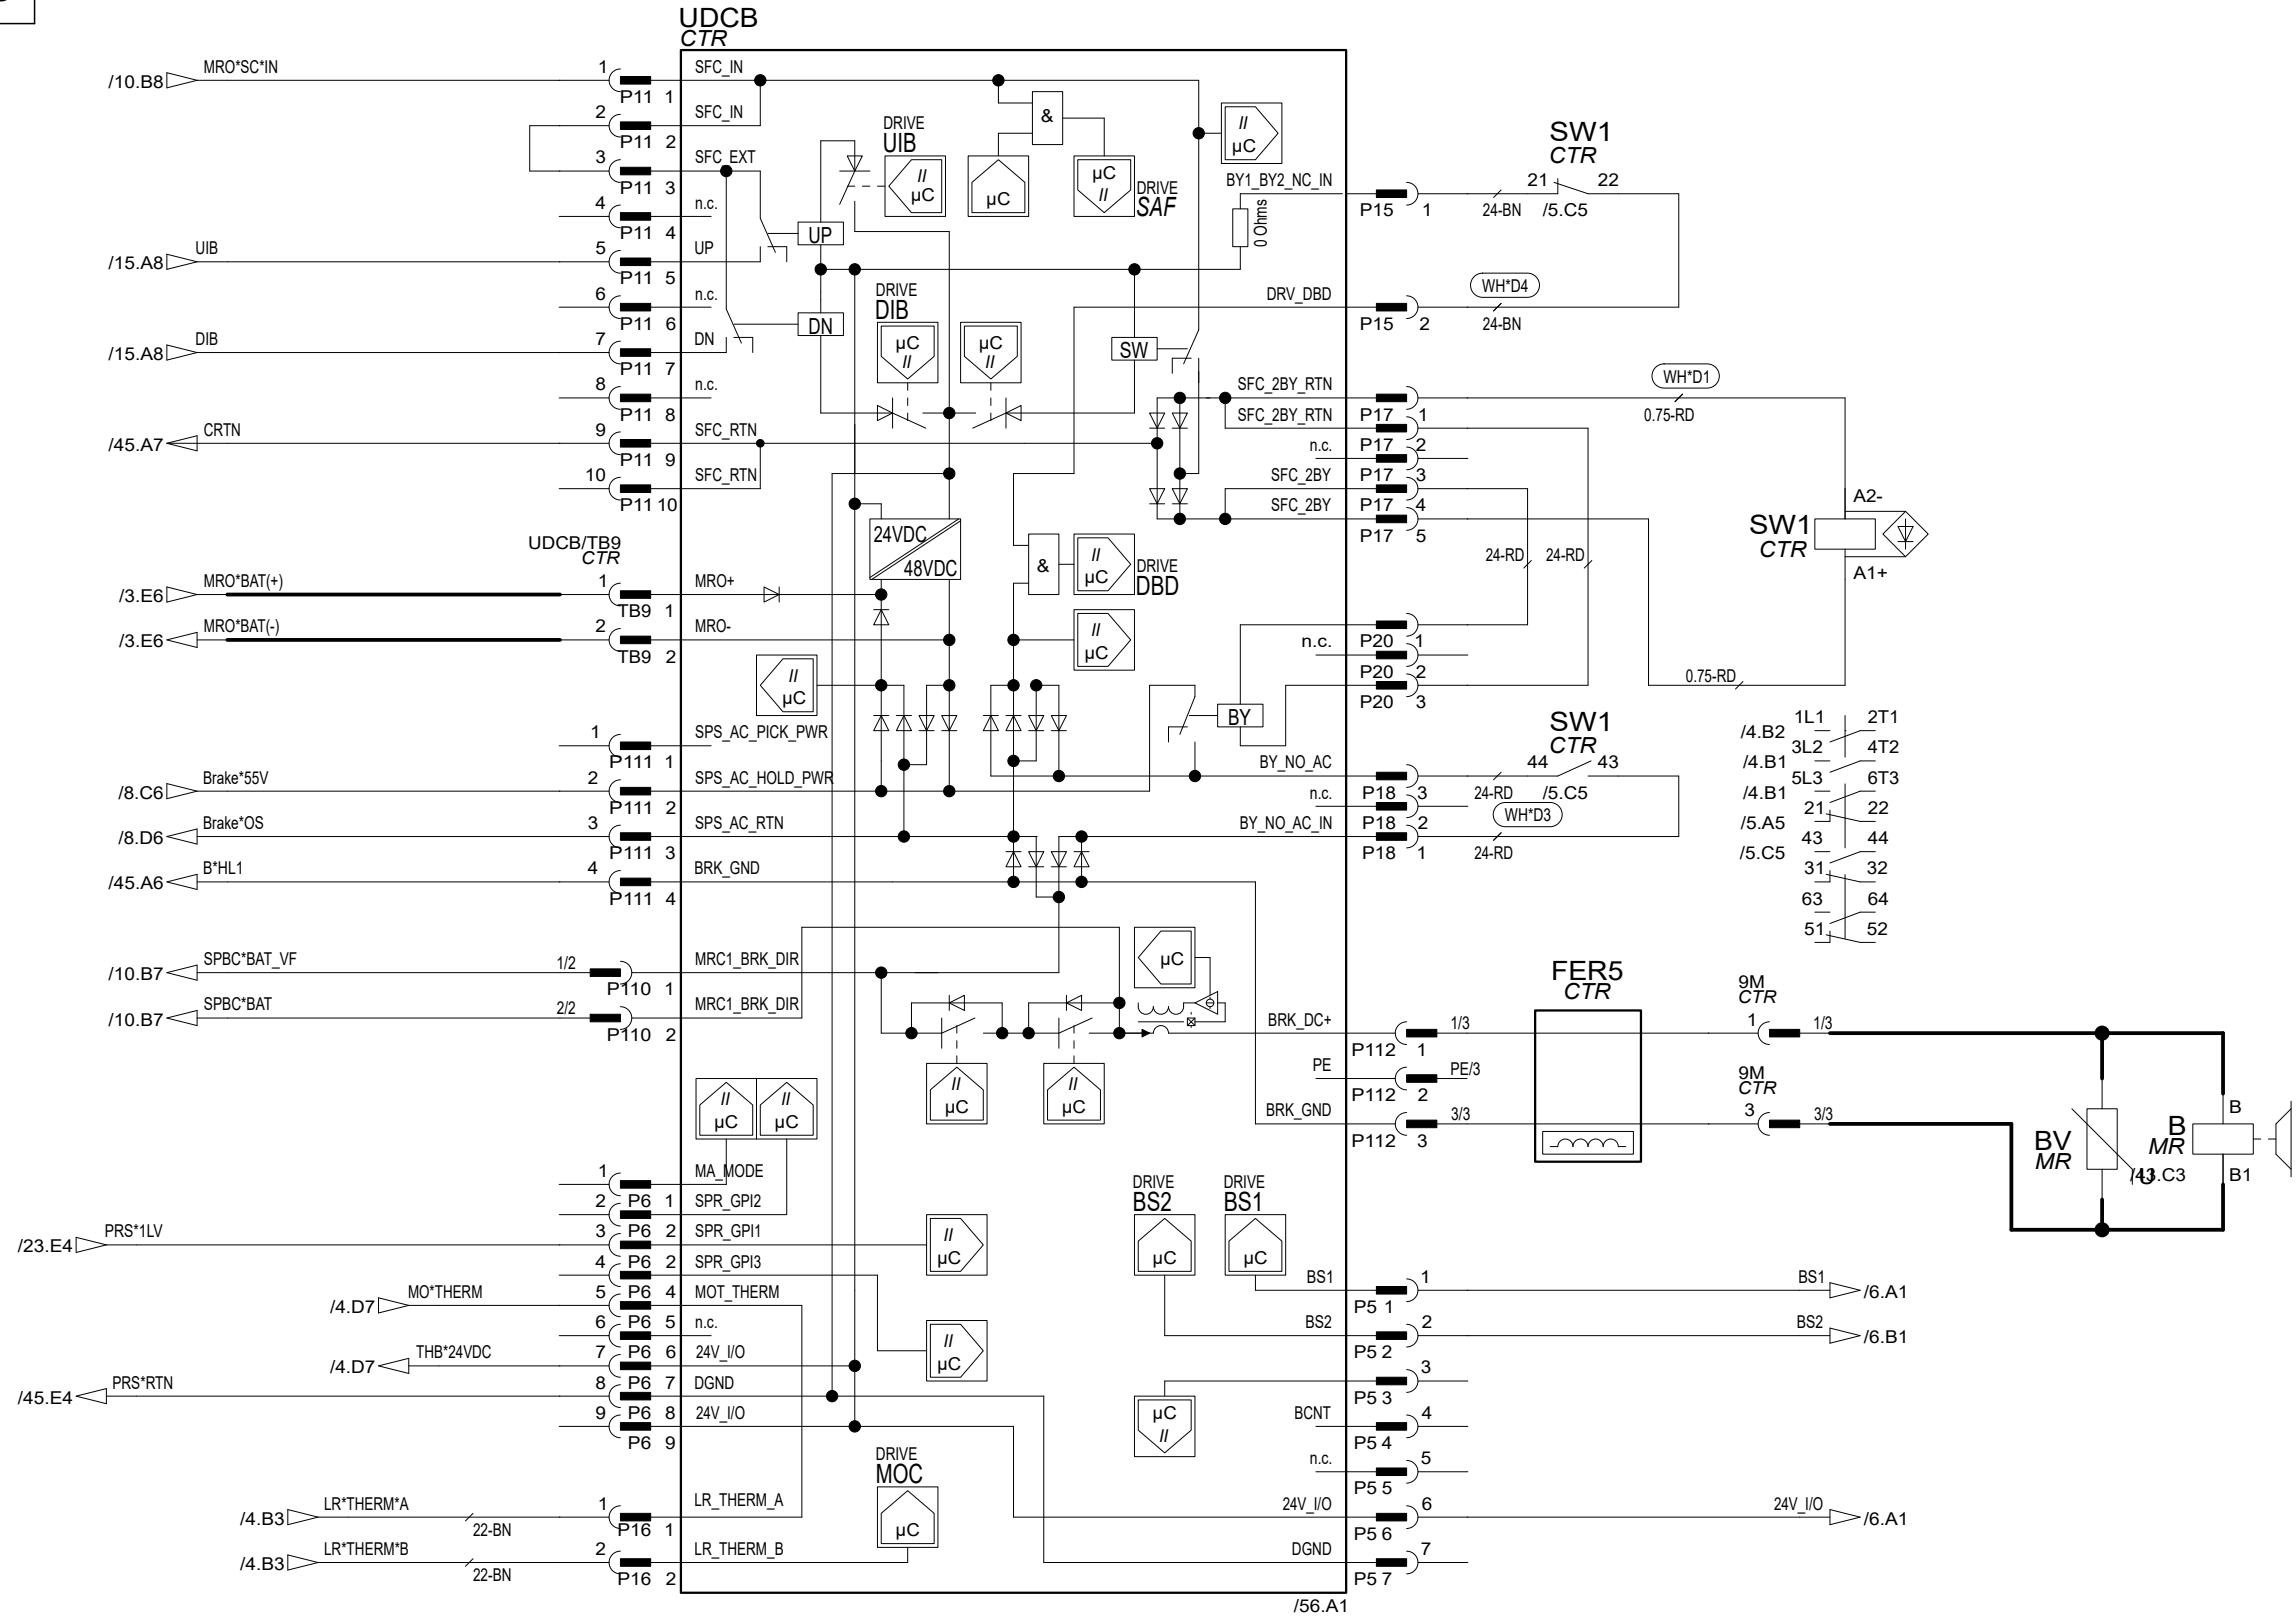 UDCB
CTR
/10.B8 MRO*SC*IN 1 P11 1 SFC_IN
2 P11 2 SFC_IN
3 P11 3 SFC_EXT
4 P11 4 n.c.
/15.A8 UIB 5 P11 5 UP
6 P11 6 n.c.
/15.A8 DIB 7 P11 7 DN
8 P11 8 n.c.
/45.A7 CRTN 9 P11 9 SFC_RTN
10 P11 10 SFC_RTN
UDCB/TB9
CTR
/3.E6 MRO*BAT(+) 1 TB9 1 MRO+
/3.E6 MRO*BAT(-) 2 TB9 2 MRO-
1 P111 1 SPS_AC_PICK_PWR
/8.C6 Brake*55V 2 P111 2 SPS_AC_HOLD_PWR
/8.D6 Brake*OS 3 P111 3 SPS_AC_RTN
/45.A6 B*HL1 4 P111 4 BRK_GND
/10.B7 SPBC*BAT_VF 1/2 P110 1 MRC1_BRK_DIR
/10.B7 SPBC*BAT 2/2 P110 2 MRC1_BRK_DIR
1 P6 1 MA_MODE
2 P6 2 SPR_GPI2
/23.E4 PRS*1LV 3 P6 2 SPR_GPI1
4 P6 4 SPR_GPI3
/4.D7 MO*THERM 5 P6 5 MOT_THERM
6 P6 6 n.c.
/4.D7 THB*24VDC 7 P6 7 24V_I/O
/45.E4 PRS*RTN 8 P6 8 DGND
9 P6 9 24V_I/O
/4.B3 LR*THERM*A 22-BN 1 P16 1 LR_THERM_A
/4.B3 LR*THERM*B 22-BN 2 P16 2 LR_THERM_B
DRIVE
UIB
// µC
&
µC
µC //
DRIVE
SAF
// µC
UP
DN
DRIVE
DIB
µC //
µC //
SW
0 Ohms
24VDC
48VDC
&
// µC
DRIVE
DBD
// µC
// µC
BY
µC
// µC
// µC
// µC
// µC
// µC
// µC
DRIVE
BS2
µC
DRIVE
BS1
µC
µC //
DRIVE
MOC
µC
BY1_BY2_NC_IN P15 1 24-BN
SW1
CTR
21 22
/5.C5
DRV_DBD P15 2 WH*D4
24-BN
SFC_2BY_RTN P17 1 WH*D1
0.75-RD
SFC_2BY_RTN P17 2
n.c. P17 3
SFC_2BY P17 4
SFC_2BY P17 5
24-RD 24-RD
SW1
CTR
A2-
A1+
P20 1
n.c. P20 2
P20 3
0.75-RD
SW1
CTR
44 43
BY_NO_AC P18 3 24-RD /5.C5
n.c. P18 2 WH*D3
BY_NO_AC_IN P18 1 24-RD
1L1 2T1
/4.B2
3L2 4T2
/4.B1
5L3 6T3
/4.B1
21 22
/5.A5
43 44
/5.C5
31 32
63 64
51 52
FER5
CTR
BRK_DC+ P112 1 1/3
9M
CTR
1 1/3
PE P112 2 PE/3
9M
CTR
3 3/3
BRK_GND P112 3 3/3
BV
MR
U
B
MR
/43.C3
B
B1
BS1 P5 1 1 BS1 /6.A1
BS2 P5 2 2 BS2 /6.B1
P5 3 3
BCNT P5 4 4
n.c. P5 5 5
24V_I/O P5 6 6 24V_I/O /6.A1
DGND P5 7 7
/56.A1